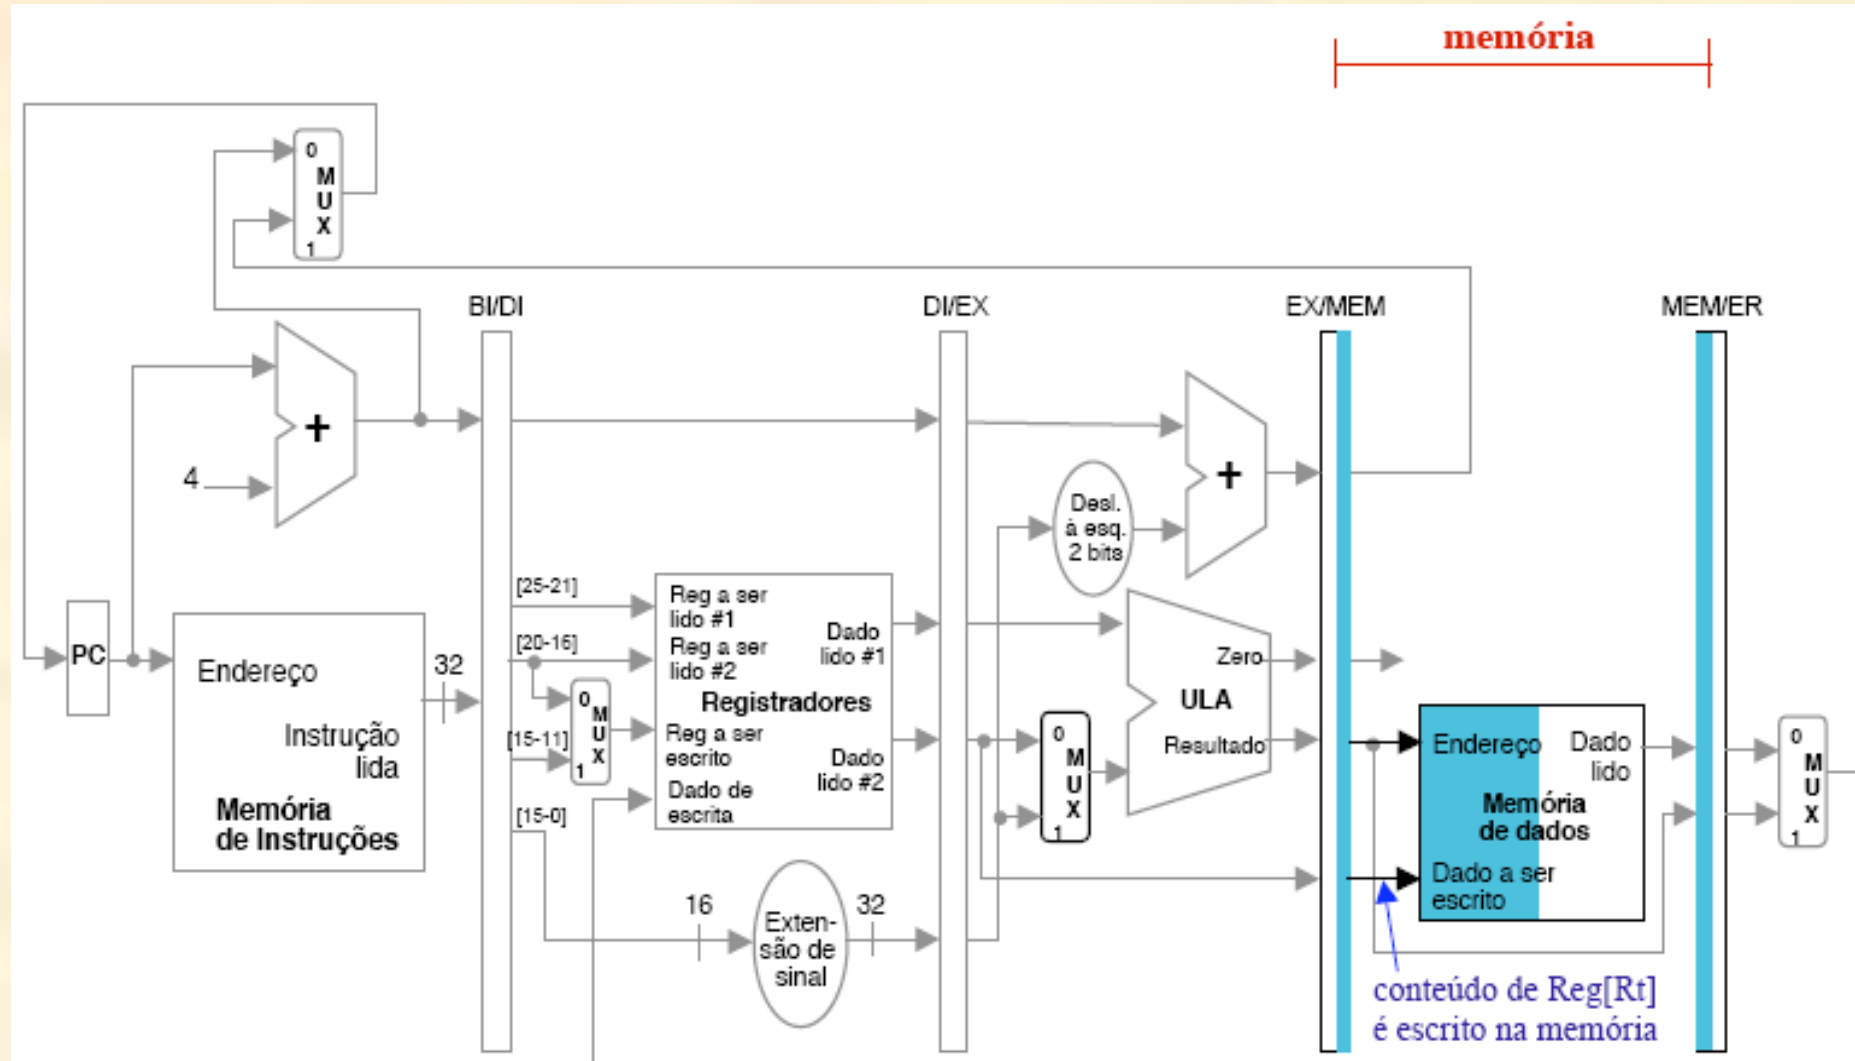 memória
0
M
U
X
1
BI/DI
DI/EX
EX/MEM
MEM/ER
+
4
+
Desl.
à esq.
2 bits
PC
Endereço
Instrução
lida
Memória
de Instruções
32
[25-21]
[20-16]
[15-11]
[15-0]
0
M
U
X
1
Reg a ser
lido #1
Reg a ser
lido #2
Registradores
Reg a ser
escrito
Dado de
escrita
Dado
lido #1
Dado
lido #2
16
Exten-
são de
sinal
32
0
M
U
X
1
Zero
ULA
Resultado
Endereço
Dado
lido
Memória
de dados
Dado a ser
escrito
0
M
U
X
1
conteúdo de Reg[Rt]
é escrito na memória